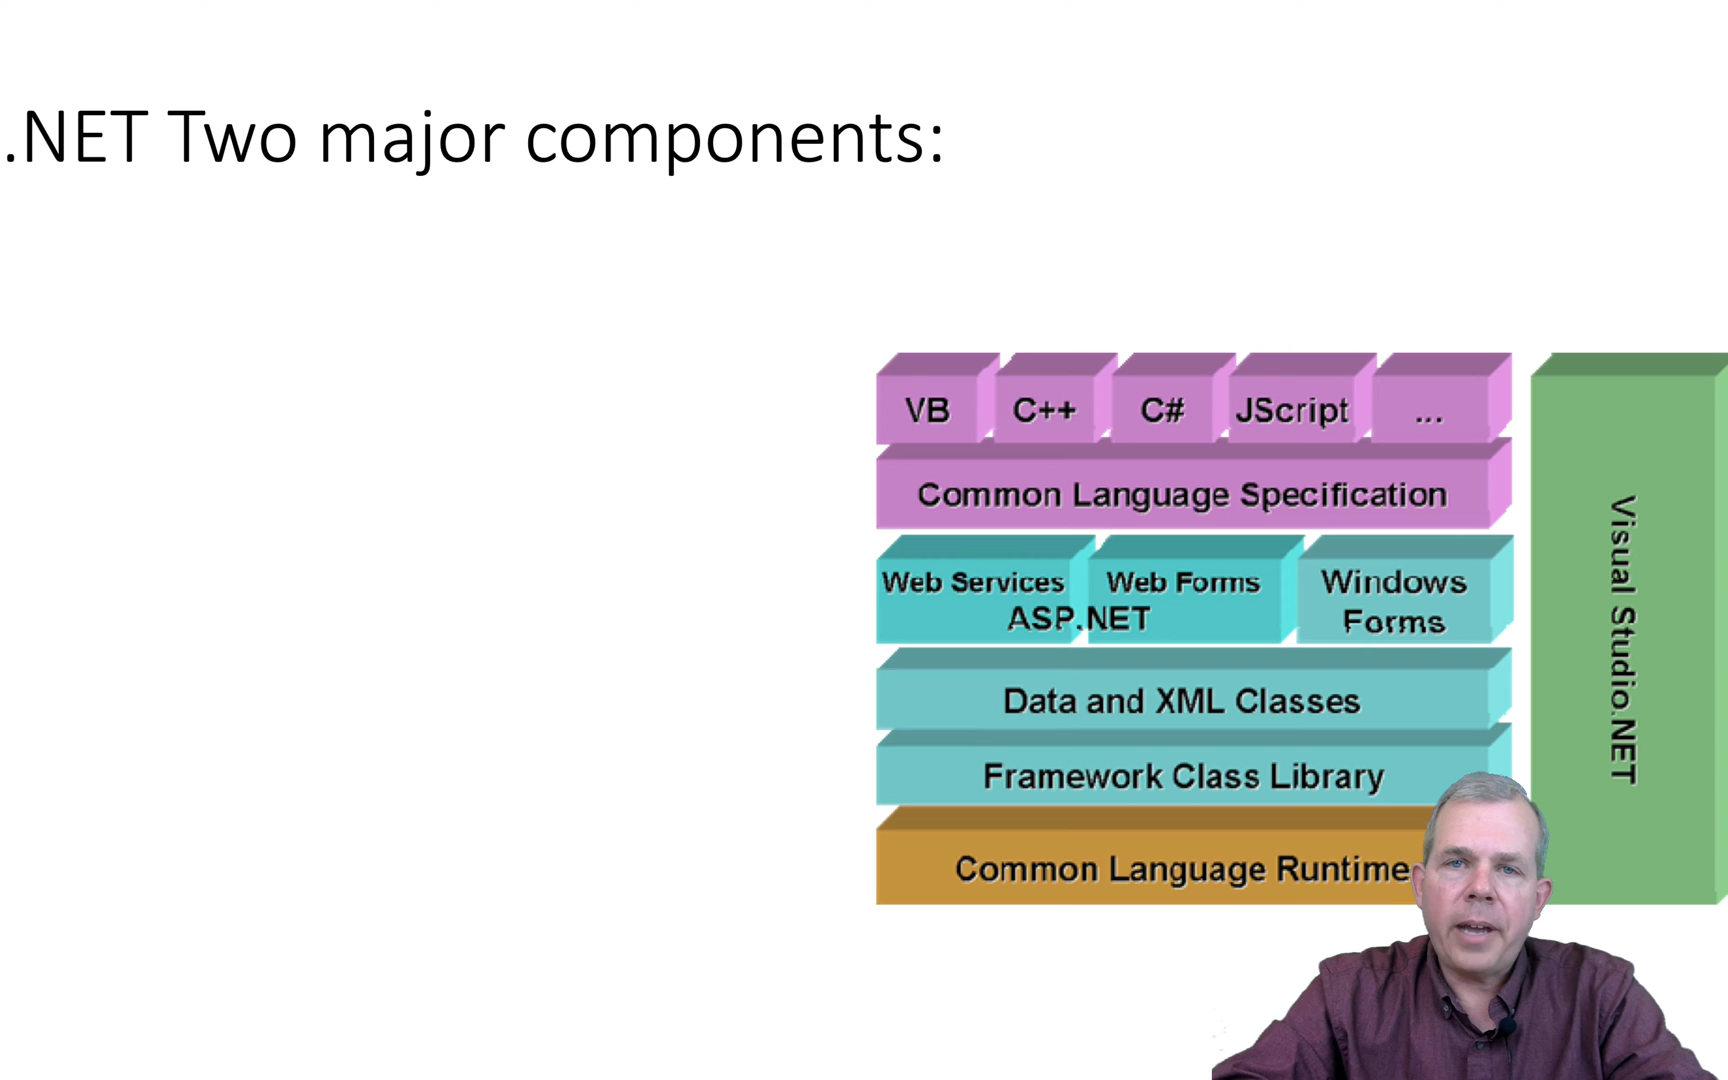 .NET Two major components:
VB C++ C# JScript ...
Common Language Specification
Web Services Web Forms Windows Forms
ASP.NET
Data and XML Classes
Framework Class Library
Common Language Runtime
Visual Studio.NET